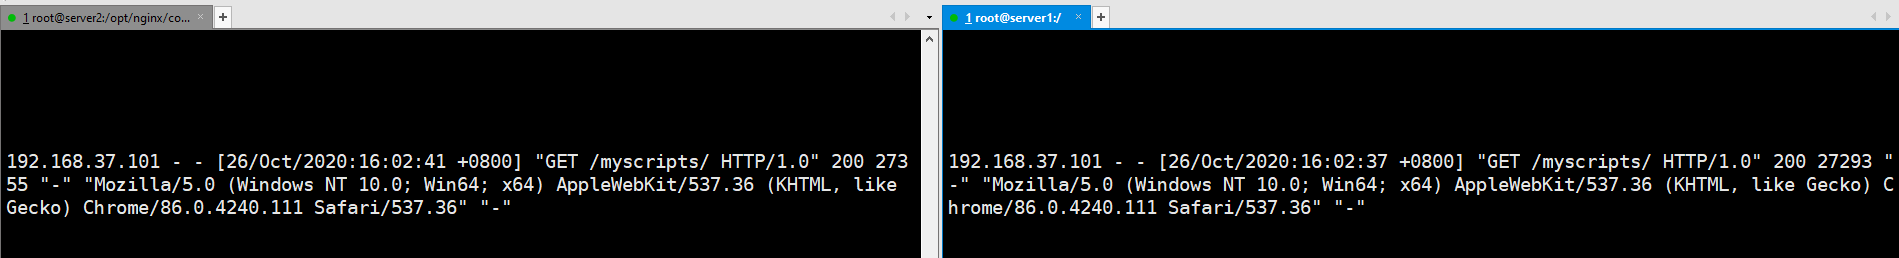 1 root@server2:/opt/nginx/co...
192.168.37.101 - - [26/Oct/2020:16:02:41 +0800] "GET /myscripts/ HTTP/1.0" 200 273
55 "-" "Mozilla/5.0 (Windows NT 10.0; Win64; x64) AppleWebKit/537.36 (KHTML, like
Gecko) Chrome/86.0.4240.111 Safari/537.36" "-"
1 root@server1:/
192.168.37.101 - - [26/Oct/2020:16:02:37 +0800] "GET /myscripts/ HTTP/1.0" 200 27293 "
-" "Mozilla/5.0 (Windows NT 10.0; Win64; x64) AppleWebKit/537.36 (KHTML, like Gecko) C
hrome/86.0.4240.111 Safari/537.36" "-"